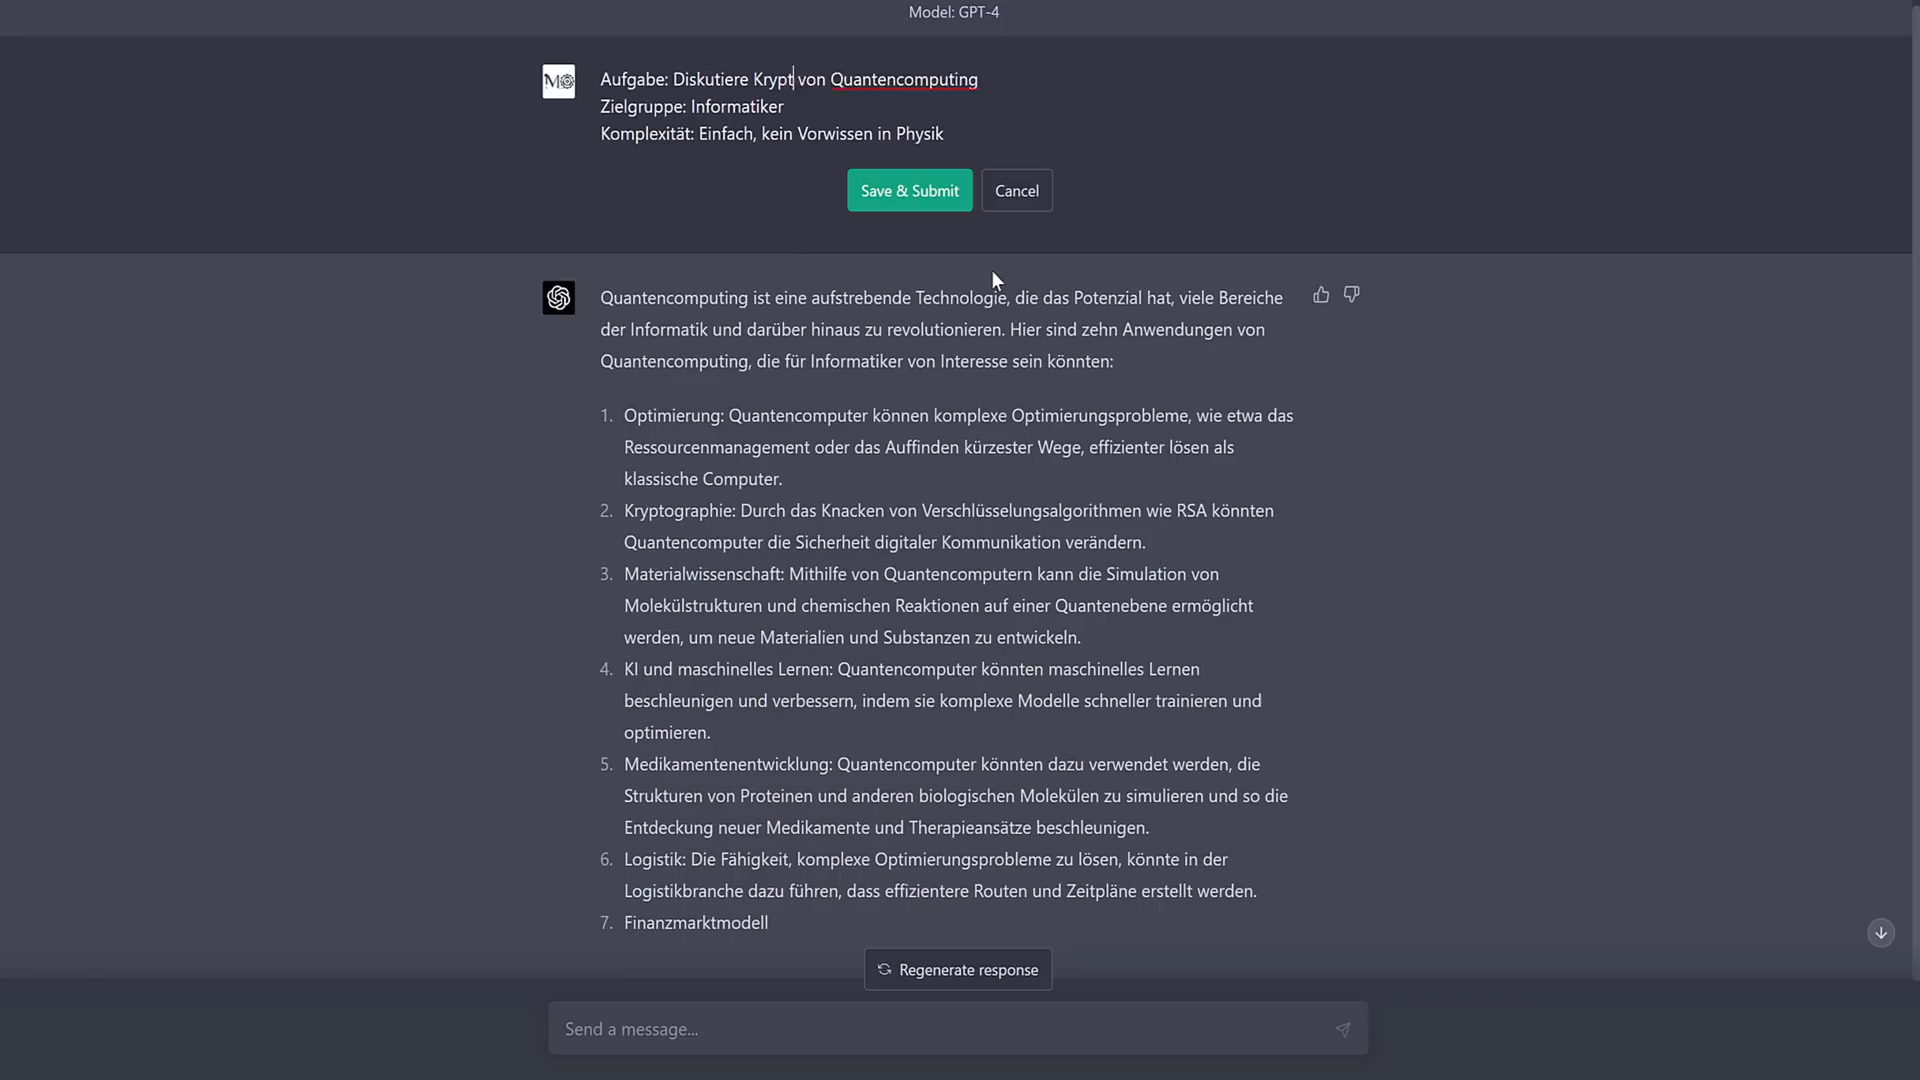 Model: GPT-4
Aufgabe: Diskutiere Krypt von Quantencomputing
Zielgruppe: Informatiker
Komplexität: Einfach, kein Vorwissen in Physik
Save & Submit
Cancel
Quantencomputing ist eine aufstrebende Technologie, die das Potenzial hat, viele Bereiche
der Informatik und darüber hinaus zu revolutionieren. Hier sind zehn Anwendungen von
Quantencomputing, die für Informatiker von Interesse sein könnten:
1. Optimierung: Quantencomputer können komplexe Optimierungsprobleme, wie etwa das
Ressourcenmanagement oder das Auffinden kürzester Wege, effizienter lösen als
klassische Computer.
2. Kryptographie: Durch das Knacken von Verschlüsselungsalgorithmen wie RSA könnten
Quantencomputer die Sicherheit digitaler Kommunikation verändern.
3. Materialwissenschaft: Mithilfe von Quantencomputern kann die Simulation von
Molekülstrukturen und chemischen Reaktionen auf einer Quantenebene ermöglicht
werden, um neue Materialien und Substanzen zu entwickeln.
4. KI und maschinelles Lernen: Quantencomputer könnten maschinelles Lernen
beschleunigen und verbessern, indem sie komplexe Modelle schneller trainieren und
optimieren.
5. Medikamentenentwicklung: Quantencomputer könnten dazu verwendet werden, die
Strukturen von Proteinen und anderen biologischen Molekülen zu simulieren und so die
Entdeckung neuer Medikamente und Therapieansätze beschleunigen.
6. Logistik: Die Fähigkeit, komplexe Optimierungsprobleme zu lösen, könnte in der
Logistikbranche dazu führen, dass effizientere Routen und Zeitpläne erstellt werden.
7. Finanzmarktmodell
Regenerate response
Send a message...